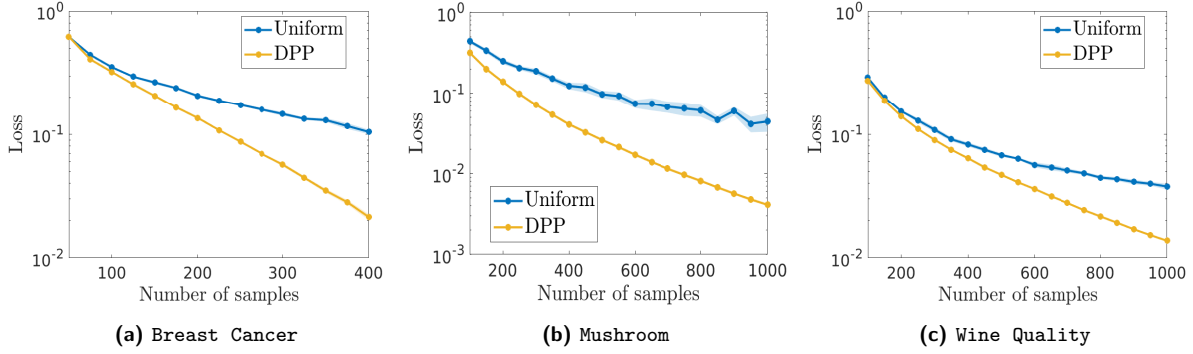 10^0
10^-1
10^-2
Loss
100
200
300
400
Number of samples
Uniform
DPP
(a) Breast Cancer
10^0
10^-1
10^-2
10^-3
Loss
200
400
600
800
1000
Number of samples
Uniform
DPP
(b) Mushroom
10^0
10^-1
10^-2
Loss
200
400
600
800
1000
Number of samples
Uniform
DPP
(c) Wine Quality